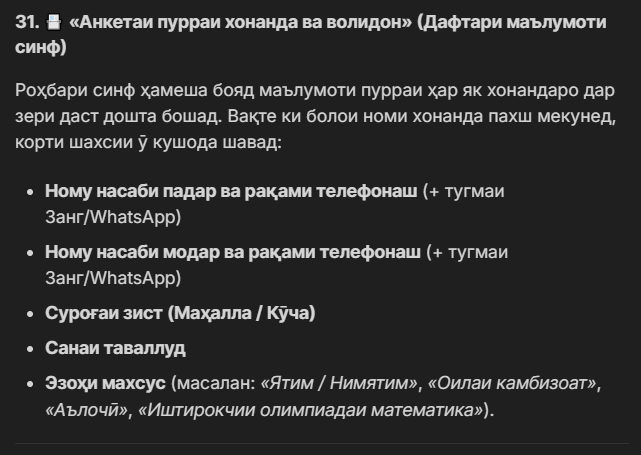 31. 📇 «Анкетаи пурраи хонанда ва волидон» (Дафтари маълумоти
синф)
Роҳбари синф ҳамеша бояд маълумоти пурраи ҳар як хонандаро дар
зери даст дошта бошад. Вақте ки болои номи хонанда пахш мекунед,
корти шахсии ӯ кушода шавад:
• Ному насаби падар ва рақами телефонаш (+ тугмаи
Занг/WhatsApp)
• Ному насаби модар ва рақами телефонаш (+ тугмаи
Занг/WhatsApp)
• Суроғаи зист (Маҳалла / Кӯча)
• Санаи таваллуд
• Эзоҳи махсус (масалан: «Ятим / Нимятим», «Оилаи камбизоат»,
«Аълочӣ», «Иштирокчии олимпиадаи математика»).